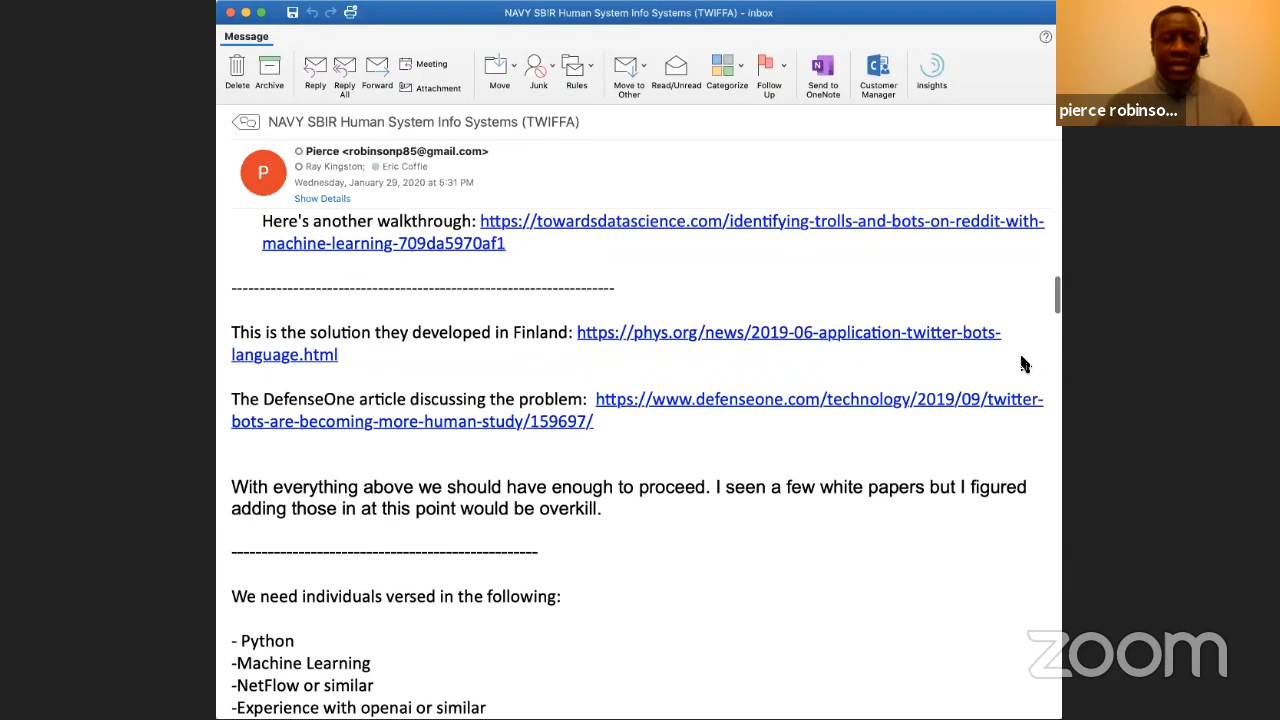 NAVY SBIR Human System Info Systems (TWIFFA) - Inbox
Message
Delete
Archive
Reply
Reply All
Forward
Meeting
Attachment
Move
Junk
Rules
Move to Other
Read/Unread
Categorize
Follow Up
Send to OneNote
Customer Manager
Insights
pierce robinso...
NAVY SBIR Human System Info Systems (TWIFFA)
P
Pierce <robinsonp85@gmail.com>
Ray Kingston; Eric Coffie
Wednesday, January 29, 2020 at 5:31 PM
Show Details
Here's another walkthrough: https://towardsdatascience.com/identifying-trolls-and-bots-on-reddit-with-
machine-learning-709da5970af1
---------------------------------------------------------------------
This is the solution they developed in Finland: https://phys.org/news/2019-06-application-twitter-bots-
language.html
The DefenseOne article discussing the problem: https://www.defenseone.com/technology/2019/09/twitter-
bots-are-becoming-more-human-study/159697/
With everything above we should have enough to proceed. I seen a few white papers but I figured
adding those in at this point would be overkill.
---------------------------------------------------
We need individuals versed in the following:
- Python
-Machine Learning
-NetFlow or similar
-Experience with openai or similar
zoom